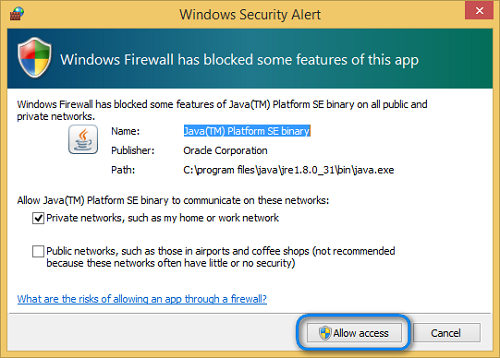 Windows Security Alert
Windows Firewall has blocked some features of this app
Windows Firewall has blocked some features of Java(TM) Platform SE binary on all public and
private networks.
Name: Java(TM) Platform SE binary
Publisher: Oracle Corporation
Path: C:\program files\java\jre1.8.0_31\bin\java.exe
Allow Java(TM) Platform SE binary to communicate on these networks:
Private networks, such as my home or work network
Public networks, such as those in airports and coffee shops (not recommended
because these networks often have little or no security)
What are the risks of allowing an app through a firewall?
Allow access Cancel